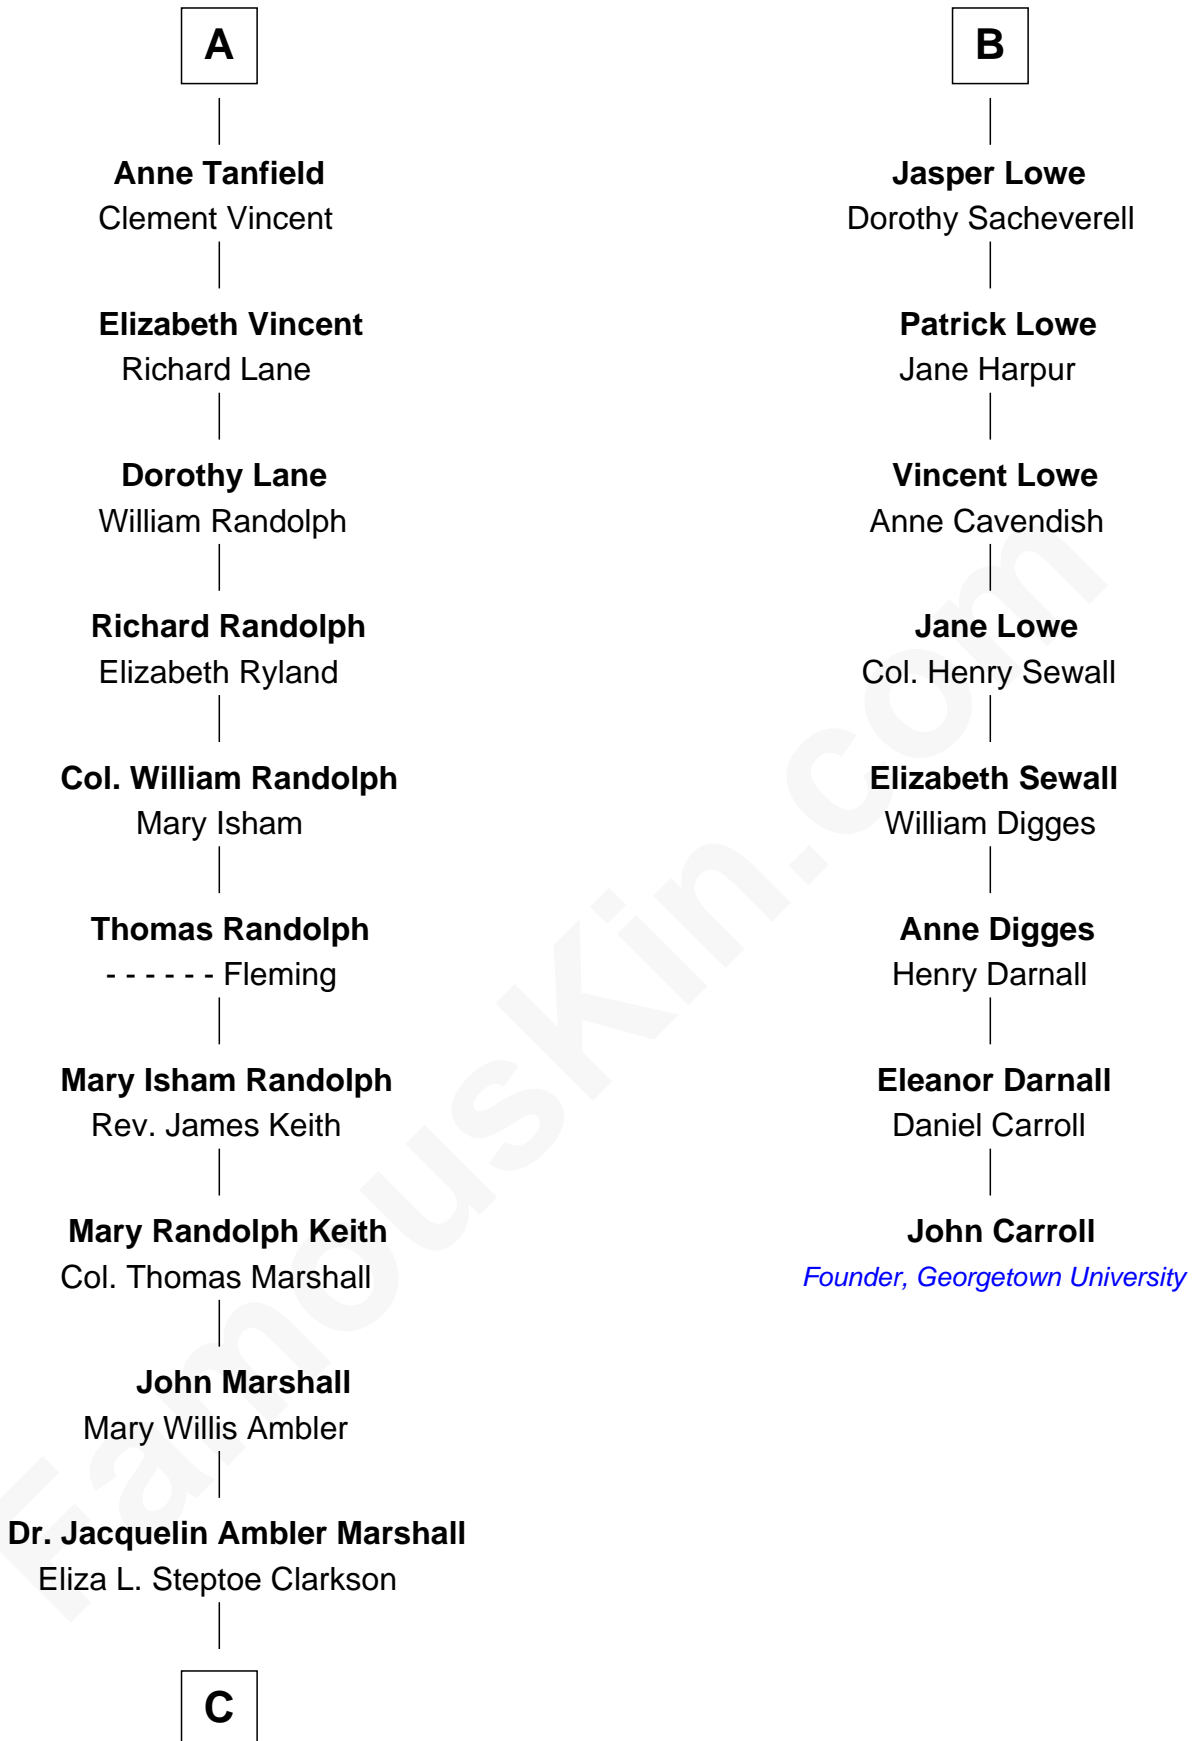 A
Anne Tanfield
Clement Vincent
Elizabeth Vincent
Richard Lane
Dorothy Lane
William Randolph
Richard Randolph
Elizabeth Ryland
Col. William Randolph
Mary Isham
Thomas Randolph
- - - - - - Fleming
Mary Isham Randolph
Rev. James Keith
Mary Randolph Keith
Col. Thomas Marshall
John Marshall
Mary Willis Ambler
Dr. Jacquelin Ambler Marshall
Eliza L. Steptoe Clarkson
C
B
Jasper Lowe
Dorothy Sacheverell
Patrick Lowe
Jane Harpur
Vincent Lowe
Anne Cavendish
Jane Lowe
Col. Henry Sewall
Elizabeth Sewall
William Digges
Anne Digges
Henry Darnall
Eleanor Darnall
Daniel Carroll
John Carroll
Founder, Georgetown University
FamousKin.com